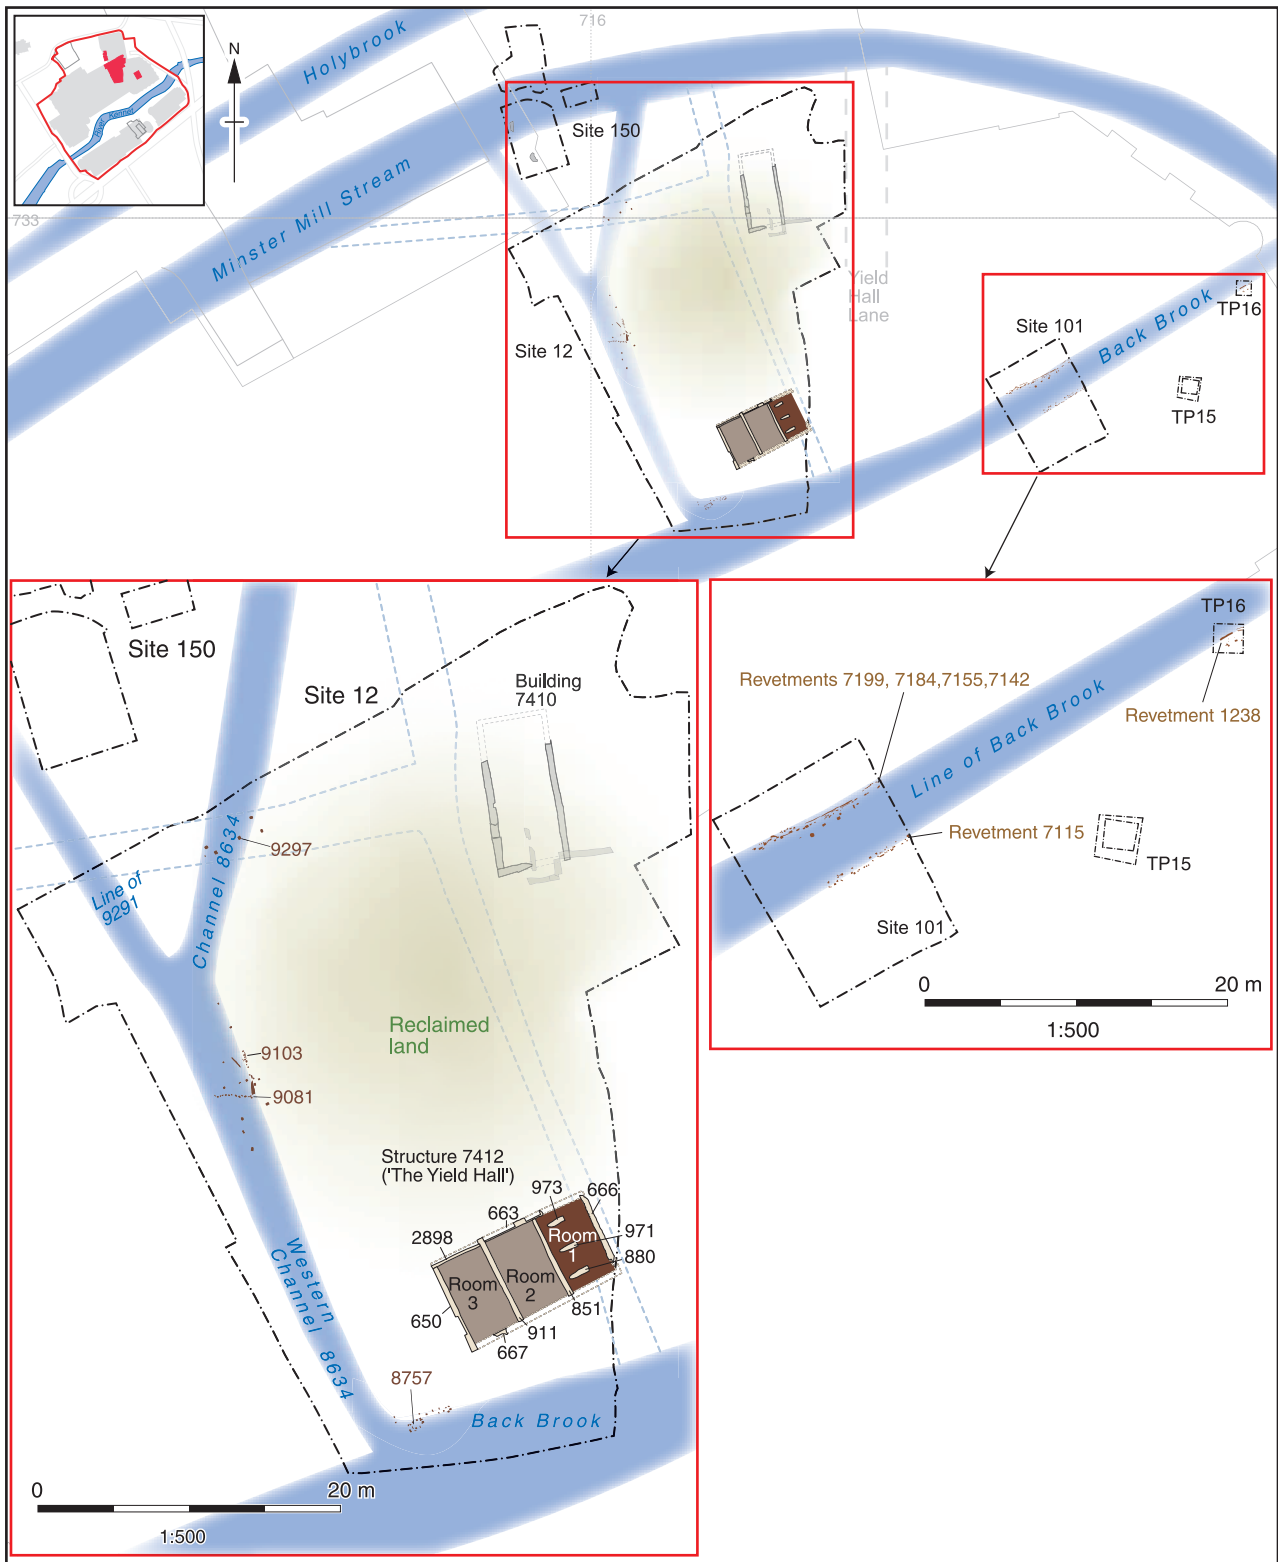 716
N
Holybrook
River Kennet
Site 150
Minster Mill Stream
733
Yield
Hall
Lane
TP16
Site 101
Back Brook
Site 12
TP15
Site 150
Site 12
Building
7410
Channel 8634
9297
Line of
9291
Reclaimed
land
9103
9081
Structure 7412
('The Yield Hall')
973
666
663
2898
Room
1
971
880
Room
2
Room
3
851
650
911
667
Western
Channel 8634
8757
Back Brook
0
20 m
1:500
TP16
Revetments 7199, 7184,7155,7142
Revetment 1238
Line of Back Brook
Revetment 7115
TP15
Site 101
0
20 m
1:500